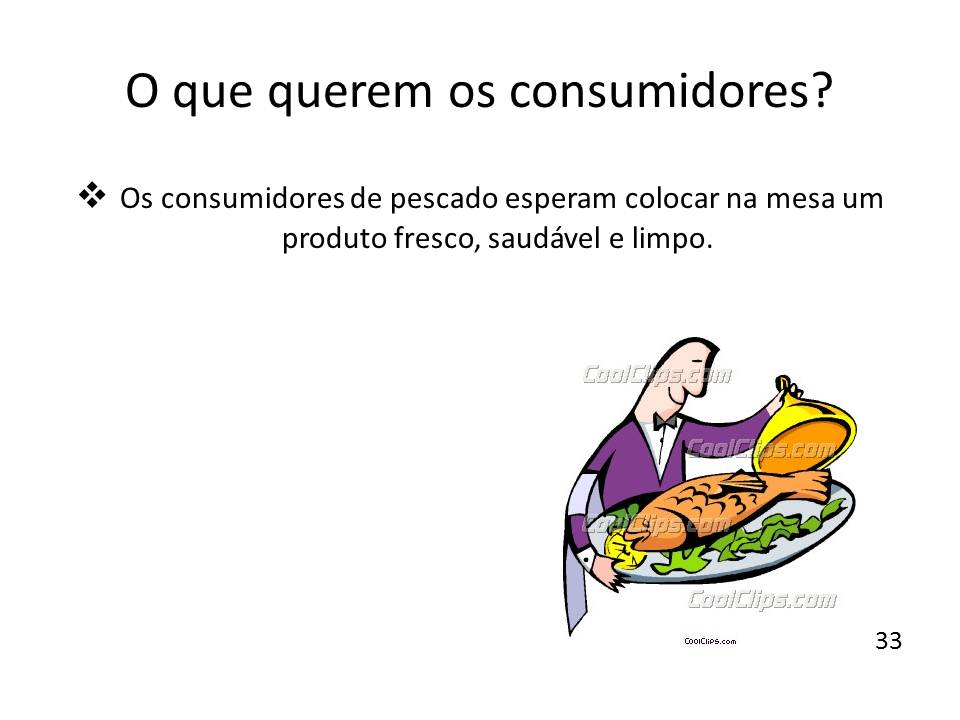 O que querem os consumidores?
❖ Os consumidores de pescado esperam colocar na mesa um
produto fresco, saudável e limpo.
CoolClips.com
CoolClips.com
CoolClips.com
CoolClips.com
CoolClips.com
33